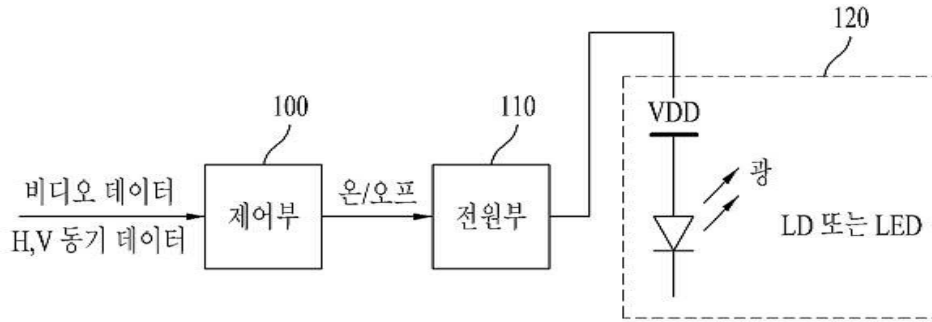 120
100
110
VDD
비디오 데이터
H,V 동기 데이터
제어부
온/오프
전원부
광
LD 또는 LED